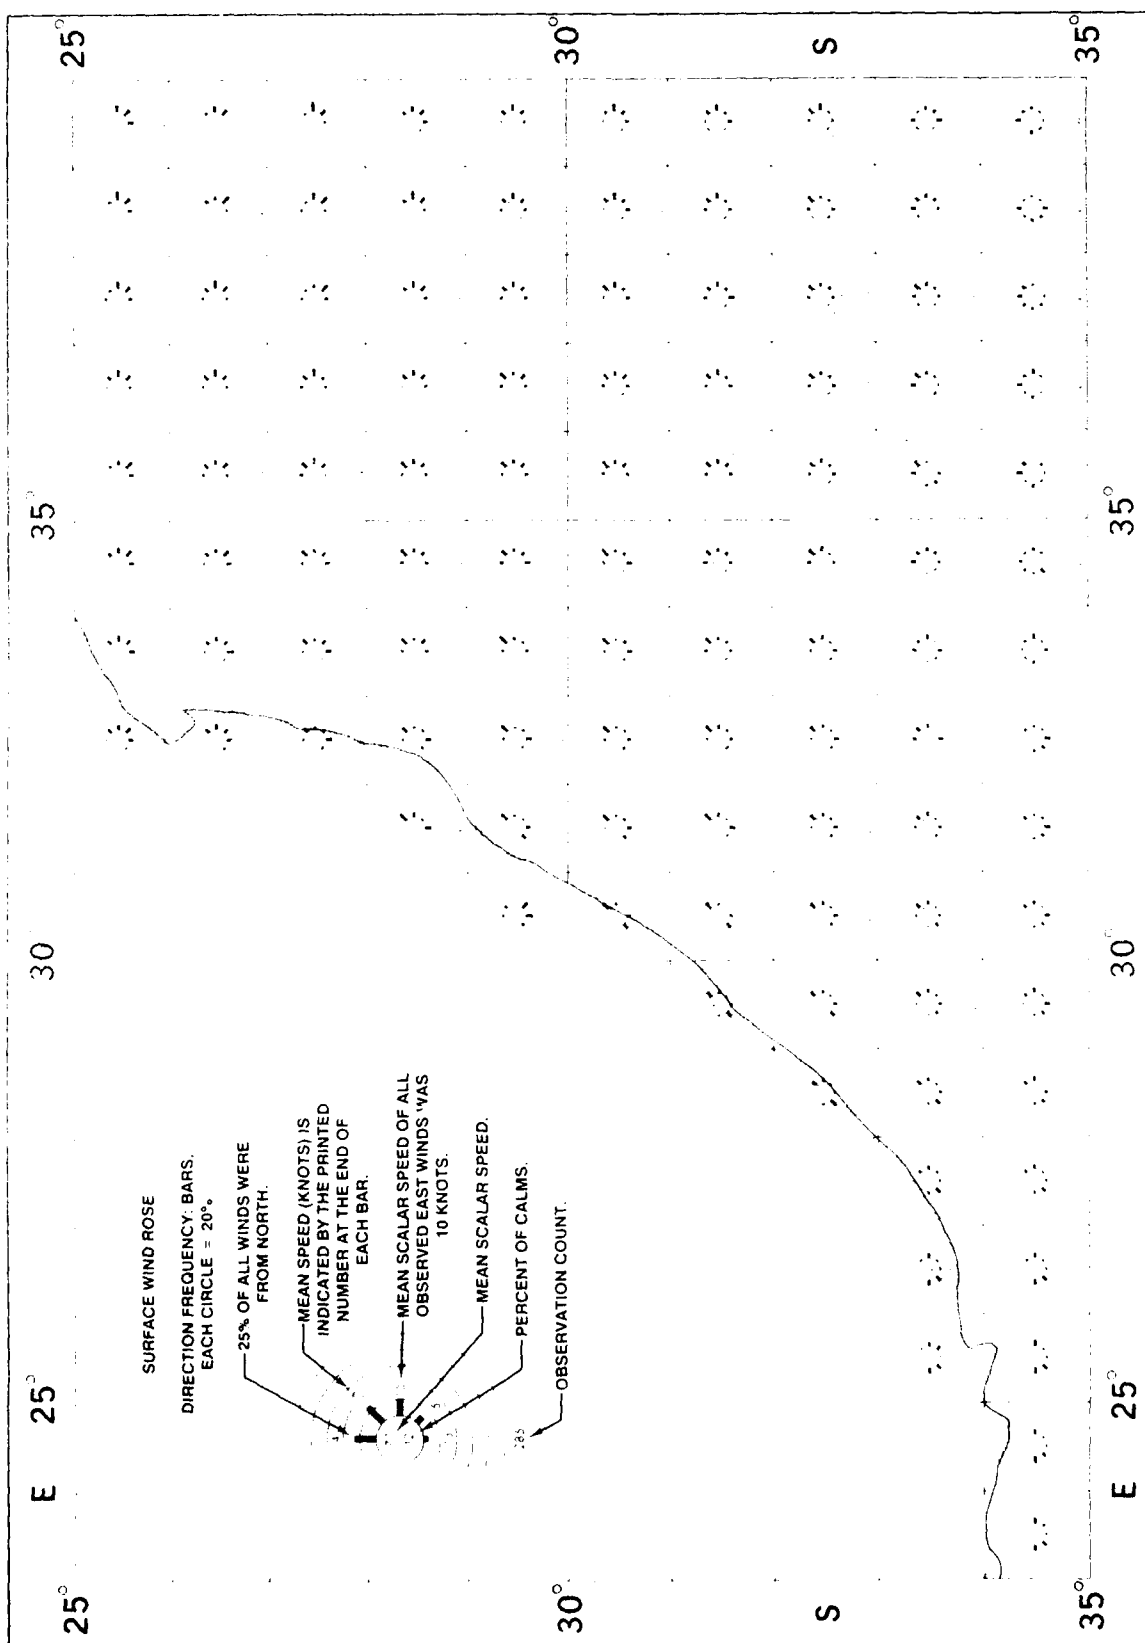 E
25°
30
35°
25°
25°
30°
30°
S
S
35°
35°
E
25°
30°
35°
SURFACE WIND ROSE
DIRECTION FREQUENCY: BARS.
EACH CIRCLE = 20°.
25% OF ALL WINDS WERE
FROM NORTH.
MEAN SPEED (KNOTS) IS
INDICATED BY THE PRINTED
NUMBER AT THE END OF
EACH BAR.
MEAN SCALAR SPEED OF ALL
OBSERVED EAST WINDS WAS
10 KNOTS.
MEAN SCALAR SPEED.
PERCENT OF CALMS.
OBSERVATION COUNT.